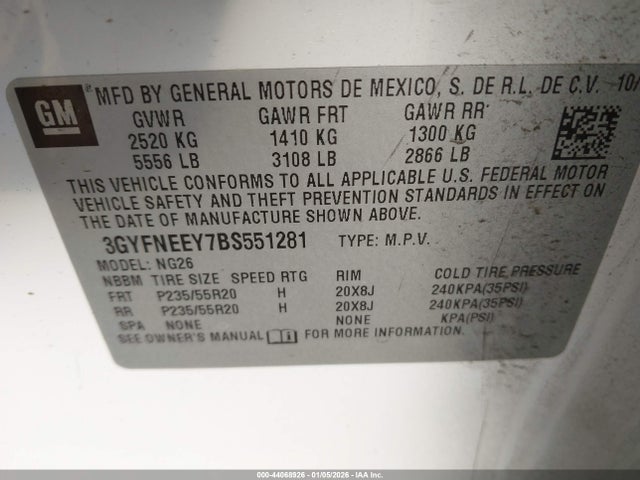 GM MFD BY GENERAL MOTORS DE MEXICO, S. DE R.L. DE C.V. 10/
GVWR GAWR FRT GAWR RR
2520 KG 1410 KG 1300 KG
5556 LB 3108 LB 2866 LB
THIS VEHICLE CONFORMS TO ALL APPLICABLE U.S. FEDERAL MOTOR
VEHICLE SAFETY AND THEFT PREVENTION STANDARDS IN EFFECT ON
THE DATE OF MANUFACTURE SHOWN ABOVE.
3GYFNEEY7BS551281 TYPE: M.P.V.
MODEL: NG26
NBBM TIRE SIZE SPEED RTG RIM COLD TIRE PRESSURE
FRT P235/55R20 H 20X8J 240KPA(35PSI)
RR P235/55R20 H 20X8J 240KPA(35PSI)
SPA NONE NONE KPA(PSI)
SEE OWNER'S MANUAL FOR MORE INFORMATION.
000-44068926 - 01/05/2026 - IAA Inc.